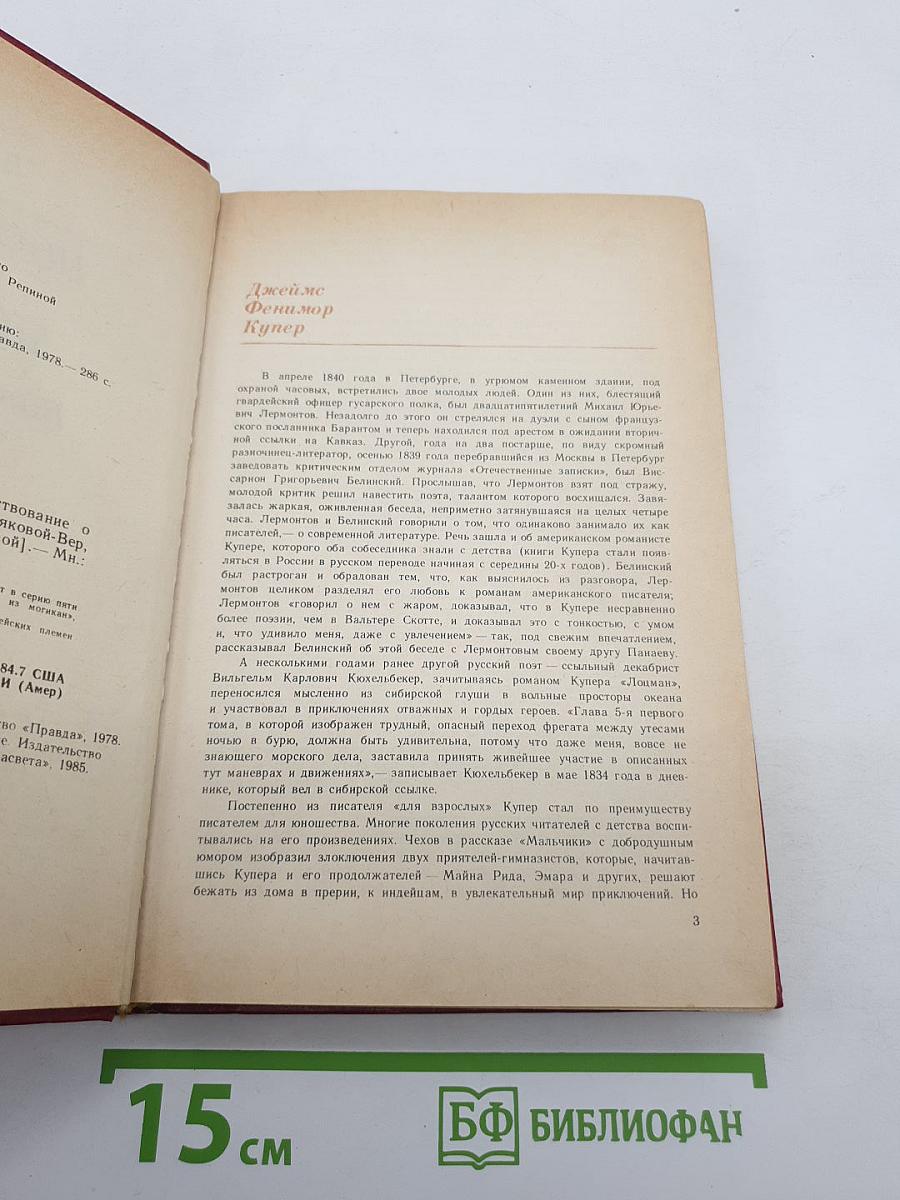 го
Репиной
ию:
авда, 1978.— 286 с.
ствование о
яковой-Вер,
ной].— Мн.:
т в серию пяти
из могикан»,
ейских племен
84.7 США
И (Амер)
во «Правда», 1978.
е. Издательство
асвета», 1985.
Джеймс
Фенимор
Купер
В апреле 1840 года в Петербурге, в угрюмом каменном здании, под
охраной часовых, встретились двое молодых людей. Один из них, блестящий
гвардейский офицер гусарского полка, был двадцатипятилетний Михаил Юрье-
вич Лермонтов. Незадолго до этого он стрелялся на дуэли с сыном француз-
ского посланника Барантом и теперь находился под арестом в ожидании вторич-
ной ссылки на Кавказ. Другой, года на два постарше, по виду скромный
разночинец-литератор, осенью 1839 года перебравшийся из Москвы в Петербург
заведовать критическим отделом журнала «Отечественные записки», был Вис-
сарион Григорьевич Белинский. Прослышав, что Лермонтов взят под стражу,
молодой критик решил навестить поэта, талантом которого восхищался. Завя-
залась жаркая, оживленная беседа, неприметно затянувшаяся на целых четыре
часа. Лермонтов и Белинский говорили о том, что одинаково занимало их как
писателей,— о современной литературе. Речь зашла и об американском романисте
Купере, которого оба собеседника знали с детства (книги Купера стали появ-
ляться в России в русском переводе начиная с середины 20-х годов). Белинский
был растроган и обрадован тем, что, как выяснилось из разговора, Лер-
монтов целиком разделял его любовь к романам американского писателя;
Лермонтов «говорил о нем с жаром, доказывал, что в Купере несравненно
более поэзии, чем в Вальтере Скотте, и доказывал это с тонкостью, с умом
и, что удивило меня, даже с увлечением» — так, под свежим впечатлением,
рассказывал Белинский об этой беседе с Лермонтовым своему другу Панаеву.
А несколькими годами ранее другой русский поэт — ссыльный декабрист
Вильгельм Карлович Кюхельбекер, зачитываясь романом Купера «Лоцман»,
переносился мысленно из сибирской глуши в вольные просторы океана
и участвовал в приключениях отважных и гордых героев. «Глава 5-я первого
тома, в которой изображен трудный, опасный переход фрегата между утесами
ночью в бурю, должна быть удивительна, потому что даже меня, вовсе не
знающего морского дела, заставила принять живейшее участие в описанных
тут маневрах и движениях»,— записывает Кюхельбекер в мае 1834 года в днев-
нике, который вел в сибирской ссылке.
Постепенно из писателя «для взрослых» Купер стал по преимуществу
писателем для юношества. Многие поколения русских читателей с детства воспи-
тывались на его произведениях. Чехов в рассказе «Мальчики» с добродушным
юмором изобразил злоключения двух приятелей-гимназистов, которые, начитав-
шись Купера и его продолжателей — Майна Рида, Эмара и других, решают
бежать из дома в прерии, к индейцам, в увлекательный мир приключений. Но
3
15 см
БФ БИБЛИОФАН